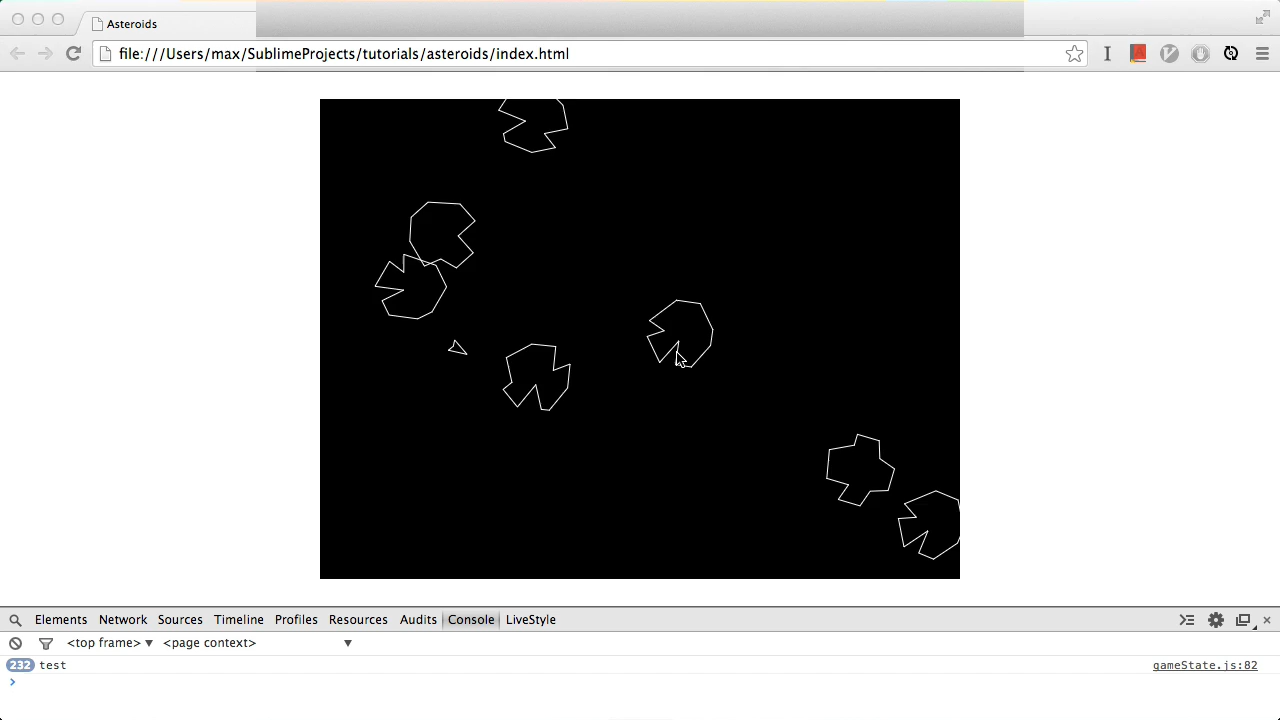 Asteroids
file:///Users/max/SublimeProjects/tutorials/asteroids/index.html
Elements Network Sources Timeline Profiles Resources Audits Console LiveStyle
<top frame> <page context>
232 test gameState.js:82